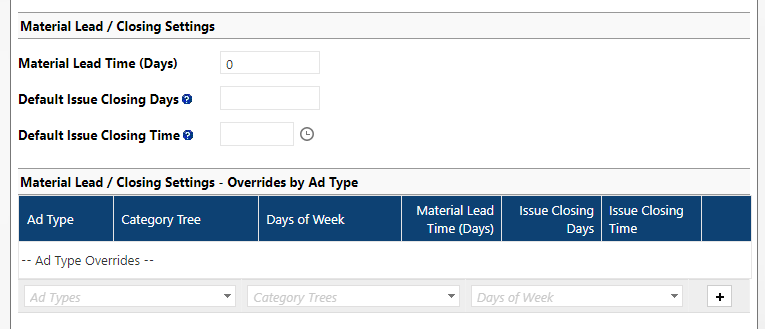 Material Lead / Closing Settings
Material Lead Time (Days) 0
Default Issue Closing Days ?
Default Issue Closing Time ?
Material Lead / Closing Settings - Overrides by Ad Type
Ad Type Category Tree Days of Week Material Lead Time (Days) Issue Closing Days Issue Closing Time
-- Ad Type Overrides --
Ad Types Category Trees Days of Week +